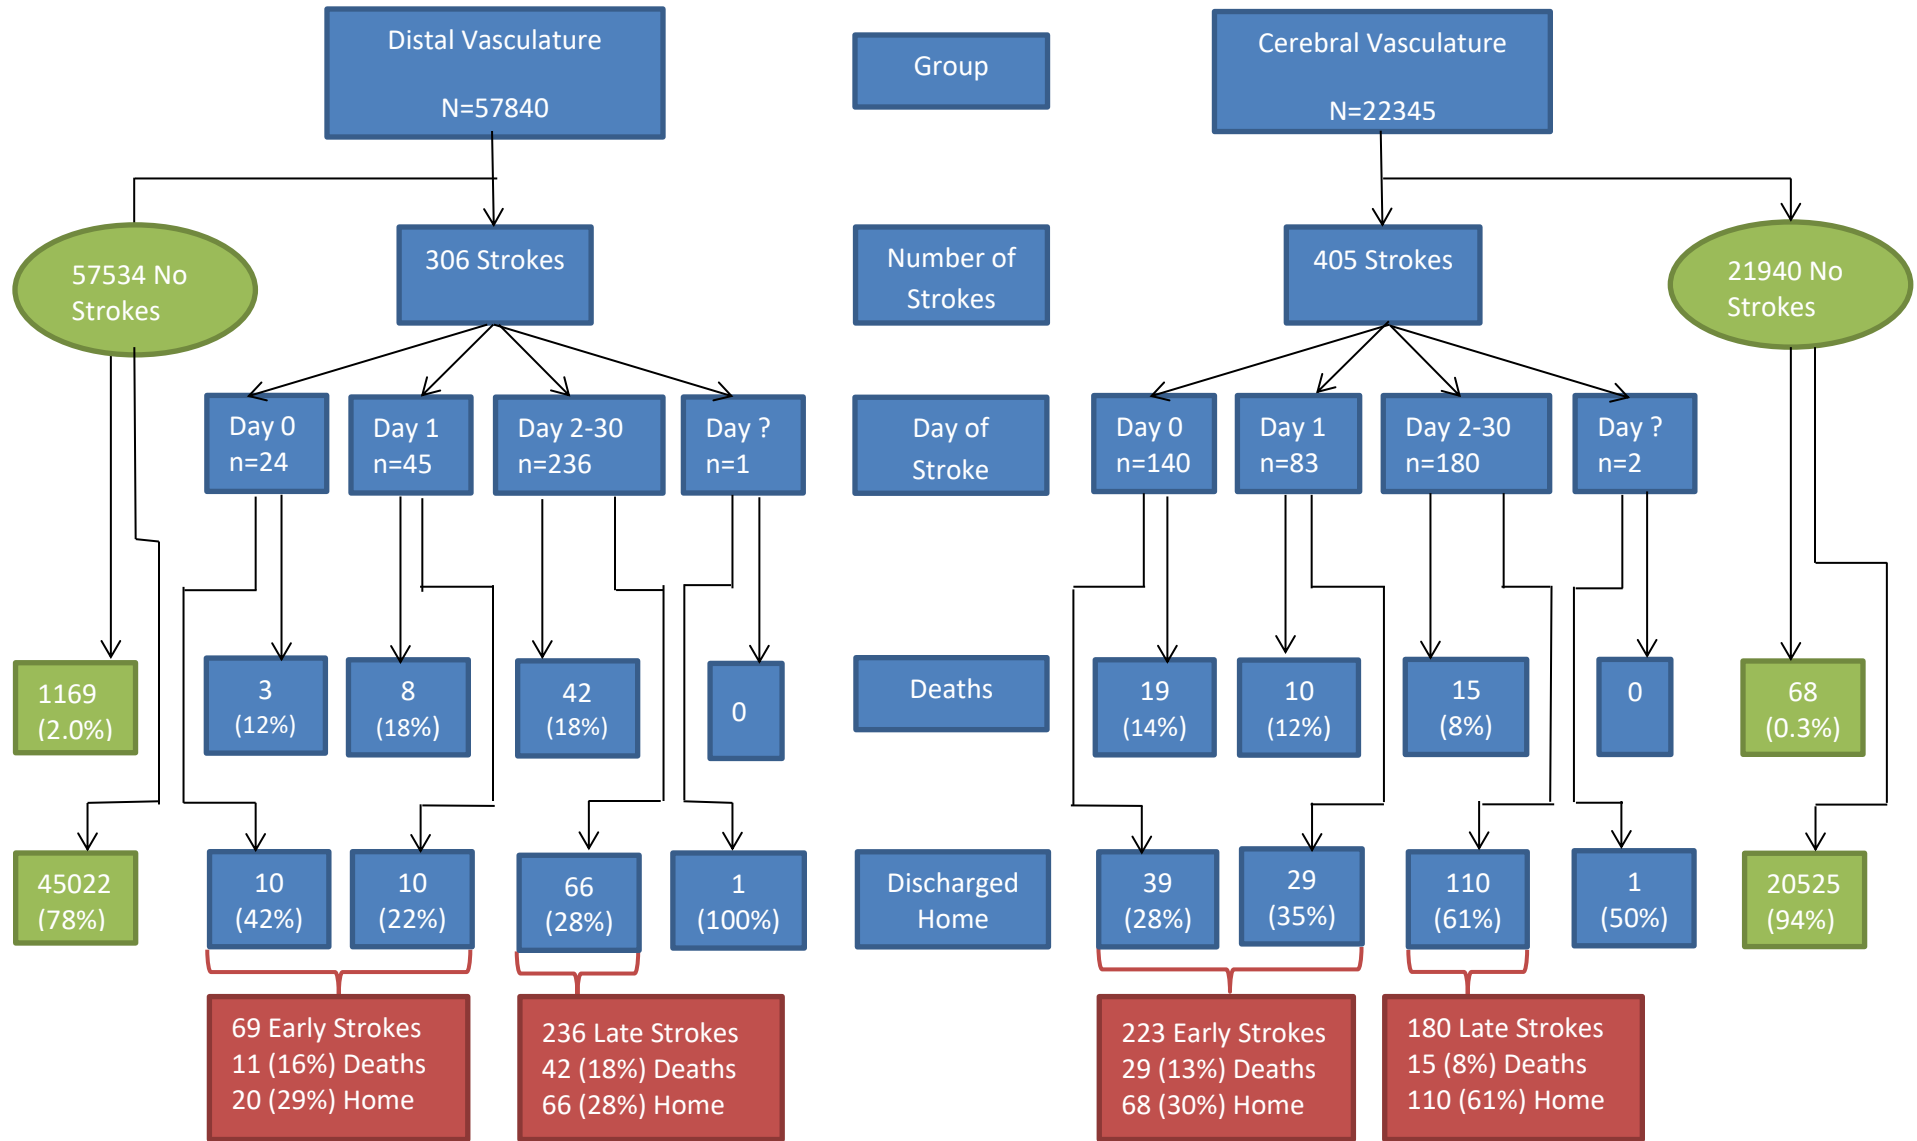 Distal Vasculature
N=57840
Group
Cerebral Vasculature
N=22345
57534 No
Strokes
306 Strokes
Number of
Strokes
405 Strokes
21940 No
Strokes
Day 0
n=24
Day 1
n=45
Day 2-30
n=236
Day ?
n=1
Day of
Stroke
Day 0
n=140
Day 1
n=83
Day 2-30
n=180
Day ?
n=2
1169
(2.0%)
3
(12%)
8
(18%)
42
(18%)
0
Deaths
19
(14%)
10
(12%)
15
(8%)
0
68
(0.3%)
45022
(78%)
10
(42%)
10
(22%)
66
(28%)
1
(100%)
Discharged
Home
39
(28%)
29
(35%)
110
(61%)
1
(50%)
20525
(94%)
69 Early Strokes
11 (16%) Deaths
20 (29%) Home
236 Late Strokes
42 (18%) Deaths
66 (28%) Home
223 Early Strokes
29 (13%) Deaths
68 (30%) Home
180 Late Strokes
15 (8%) Deaths
110 (61%) Home